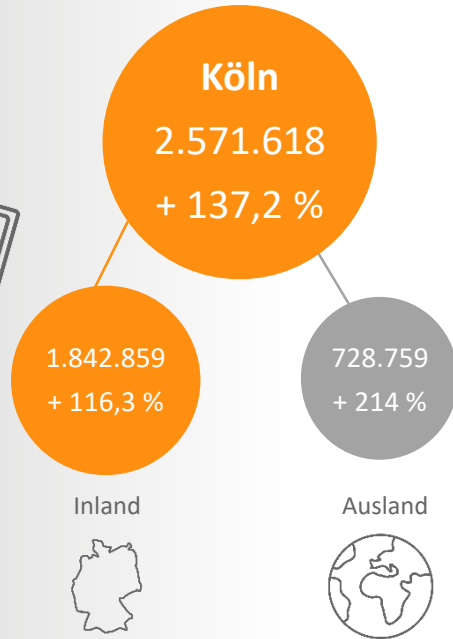 Köln
2.571.618
+ 137,2 %
1.842.859
+ 116,3 %
728.759
+ 214 %
Inland
Ausland